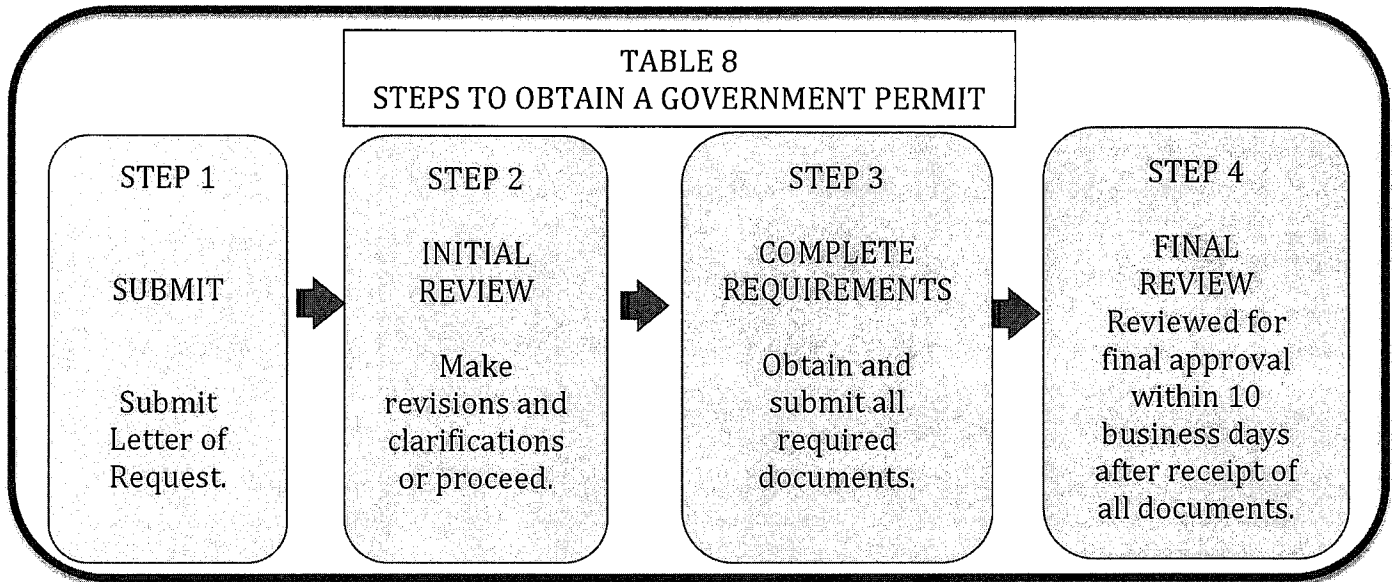 TABLE 8
STEPS TO OBTAIN A GOVERNMENT PERMIT
STEP 1
SUBMIT
Submit
Letter of
Request.
STEP 2
INITIAL
REVIEW
Make
revisions and
clarifications
or proceed.
STEP 3
COMPLETE
REQUIREMENTS
Obtain and
submit all
required
documents.
STEP 4
FINAL
REVIEW
Reviewed for
final approval
within 10
business days
after receipt of
all documents.